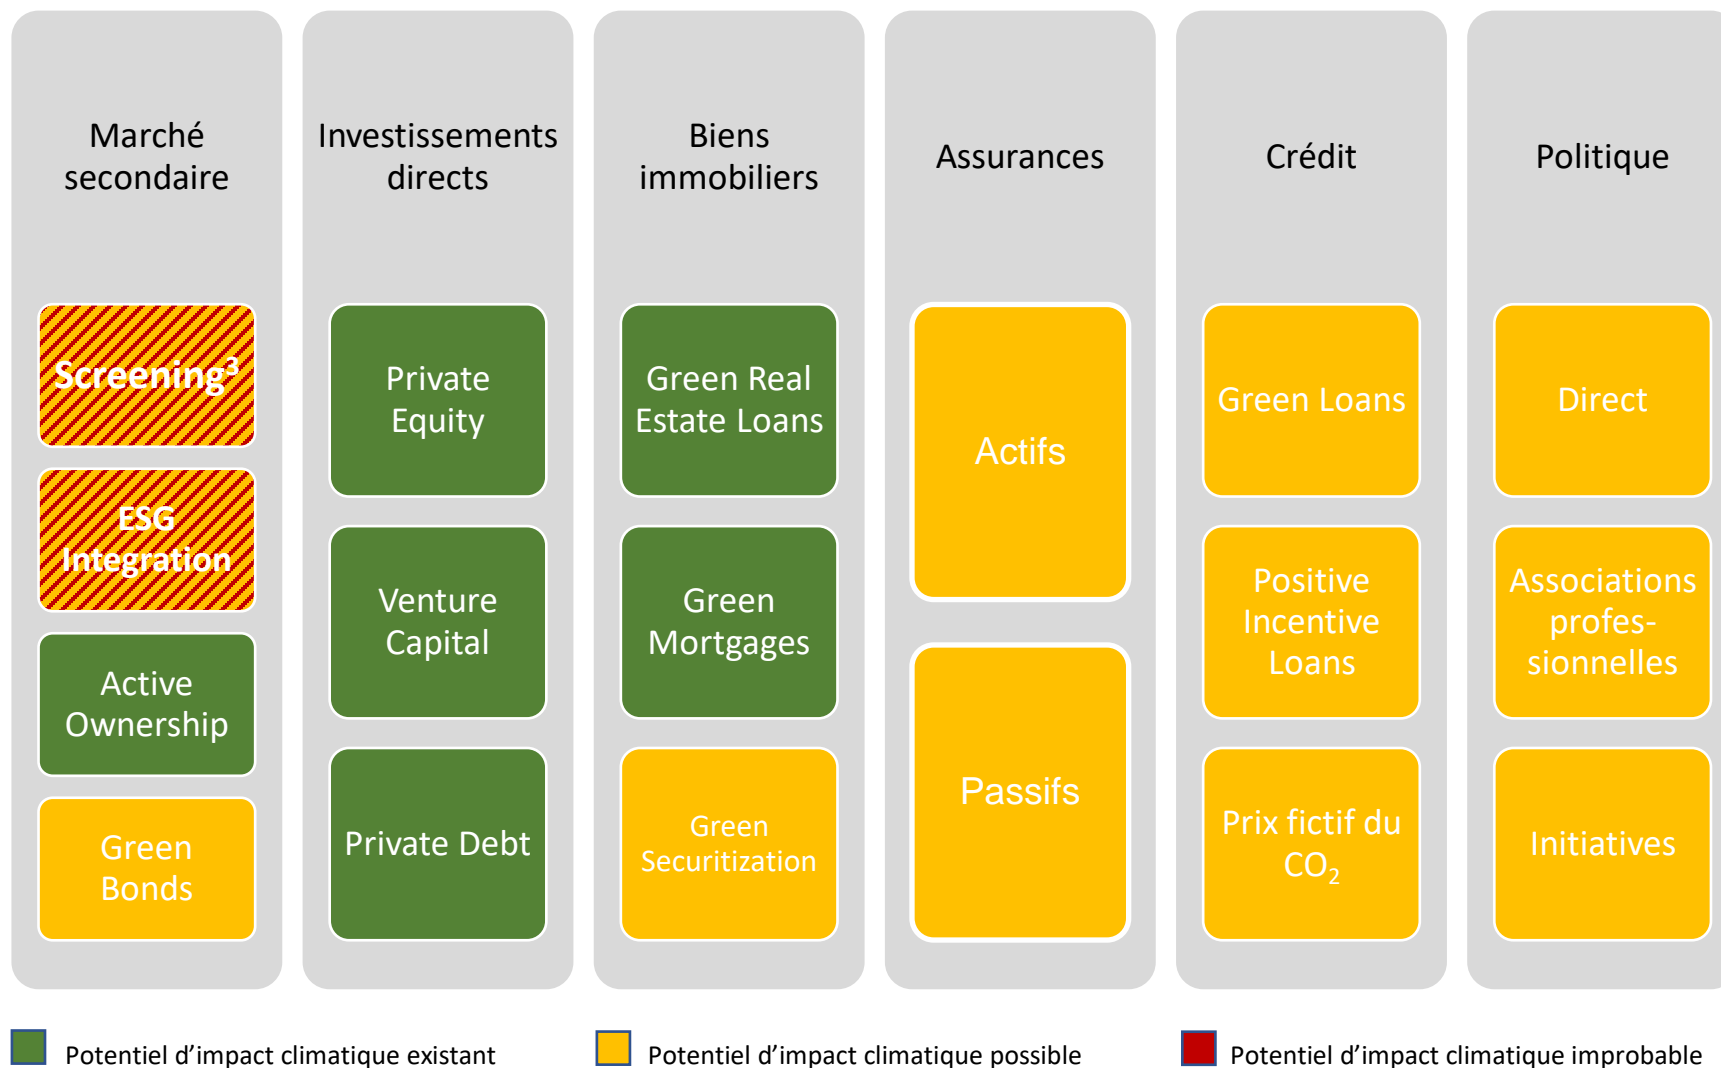 Marché
secondaire
Investissements
directs
Biens
immobiliers
Assurances
Crédit
Politique
Screening³
ESG
Integration
Active
Ownership
Green
Bonds
Private
Equity
Venture
Capital
Private Debt
Green Real
Estate Loans
Green
Mortgages
Green
Securitization
Actifs
Passifs
Green Loans
Positive
Incentive
Loans
Prix fictif du
CO₂
Direct
Associations
profes-
sionnelles
Initiatives
Potentiel d’impact climatique existant
Potentiel d’impact climatique possible
Potentiel d’impact climatique improbable